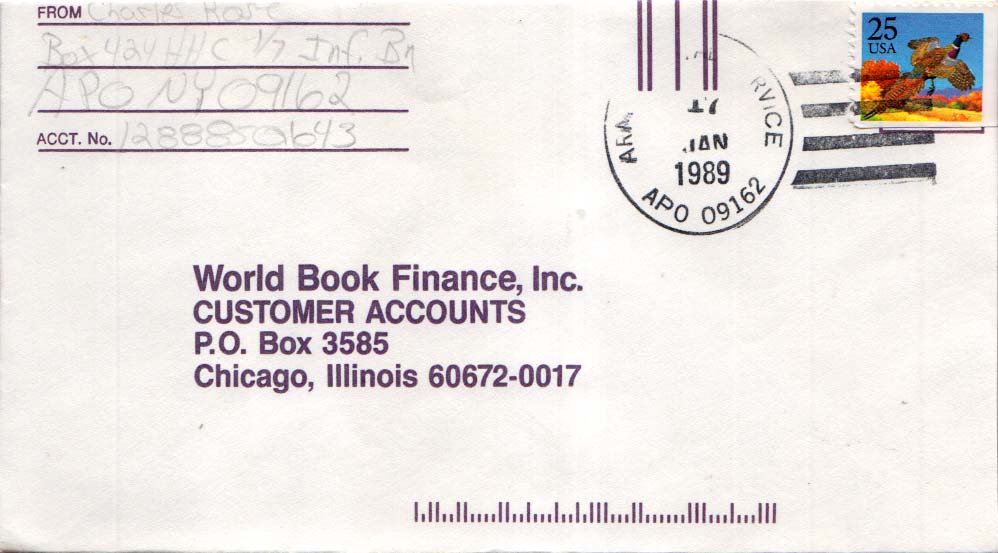 FROM Charles Rose
Box 424 HHC 1/7 Inf. Bn
APO NY 09162
ACCT. No. 1288850643
25
USA
RVICE
JAN
1989
APO 09162
World Book Finance, Inc.
CUSTOMER ACCOUNTS
P.O. Box 3585
Chicago, Illinois 60672-0017